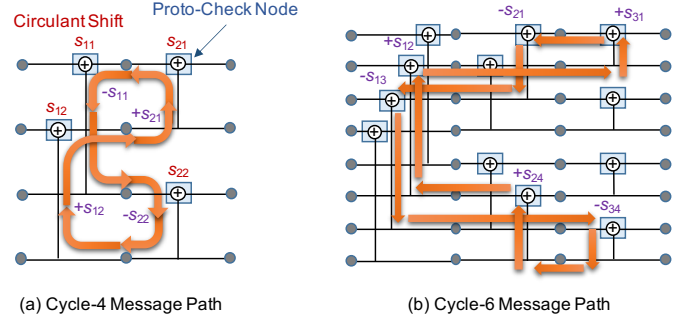 Circulant Shift
Proto-Check Node
s11
s21
s12
-s11
+s21
s22
+s12
-s22
(a) Cycle-4 Message Path
-s21
+s31
+s12
-s13
+s24
-s34
(b) Cycle-6 Message Path